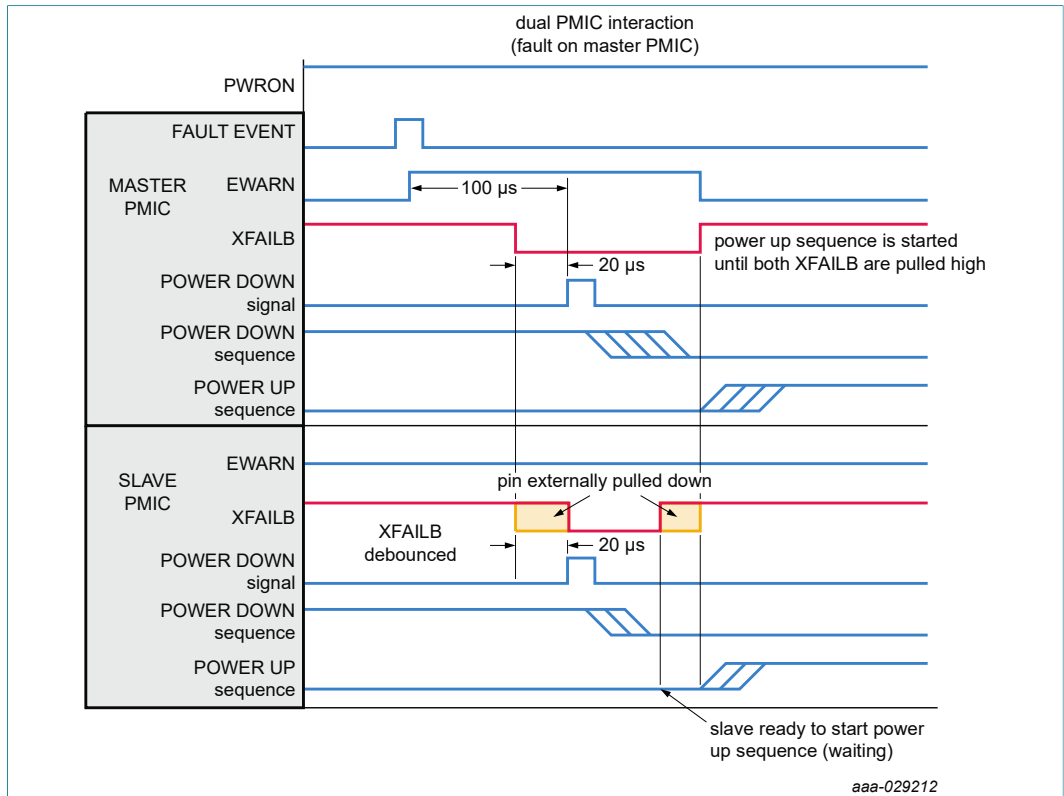 dual PMIC interaction
(fault on master PMIC)
PWRON
FAULT EVENT
MASTER
PMIC
EWARN
100 µs
XFAILB
power up sequence is started
until both XFAILB are pulled high
20 µs
POWER DOWN
signal
POWER DOWN
sequence
POWER UP
sequence
SLAVE
PMIC
EWARN
pin externally pulled down
XFAILB
XFAILB
debounced
20 µs
POWER DOWN
signal
POWER DOWN
sequence
POWER UP
sequence
slave ready to start power
up sequence (waiting)
aaa-029212